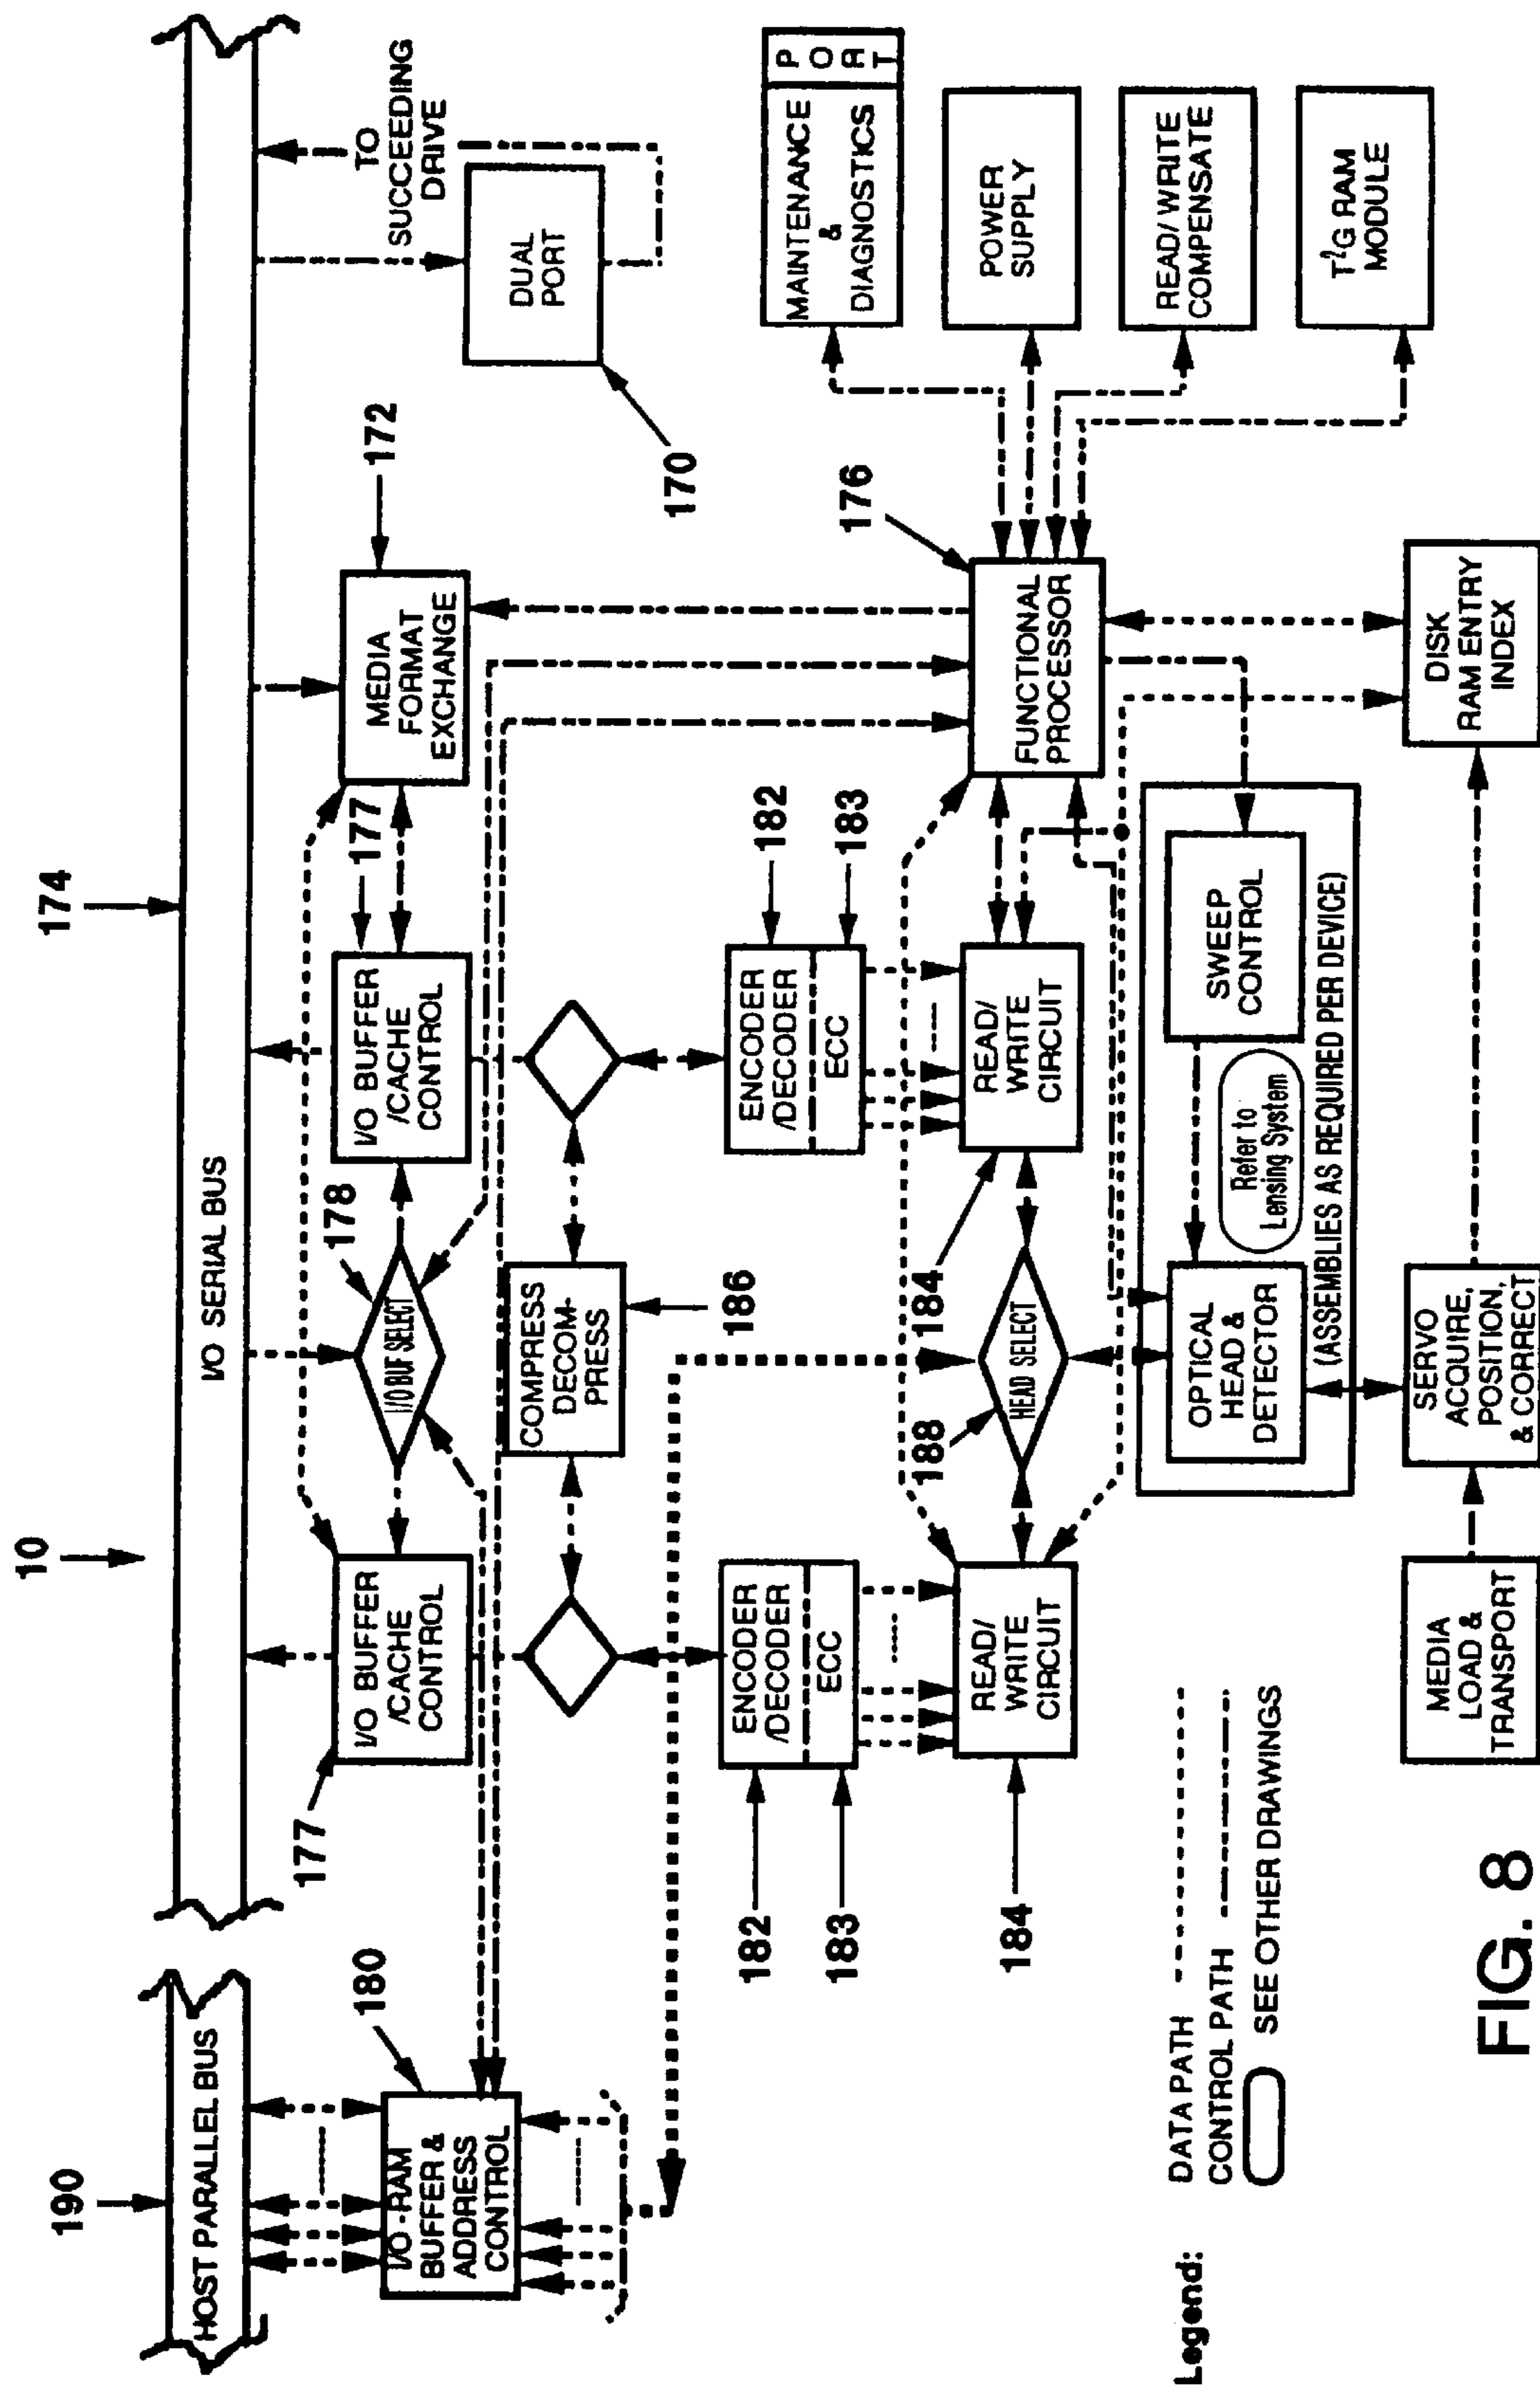 10
174
190
HOST PARALLEL BUS
I/O SERIAL BUS
180
I/O -RAM
BUFFER &
ADDRESS
CONTROL
177
I/O BUFFER
/CACHE
CONTROL
178
I/O BUF SELECT
177
I/O BUFFER
/CACHE
CONTROL
172
MEDIA
FORMAT
EXCHANGE
TO
SUCCEEDING
DRIVE
DUAL
PORT
170
COMPRESS
DECOM-
PRESS
186
182
183
ENCODER
/DECODER
ECC
182
183
ENCODER
/DECODER
ECC
176
FUNCTIONAL
PROCESSOR
MAINTENANCE
&
DIAGNOSTICS
PORT
POWER
SUPPLY
READ/WRITE
COMPENSATE
T²G RAM
MODULE
184
READ/
WRITE
CIRCUIT
188
HEAD SELECT
184
READ/
WRITE
CIRCUIT
OPTICAL
HEAD &
DETECTOR
Refer to
Lensing System
SWEEP
CONTROL
(ASSEMBLIES AS REQUIRED PER DEVICE)
MEDIA
LOAD &
TRANSPORT
SERVO
ACQUIRE,
POSITION,
& CORRECT
DISK
RAM ENTRY
INDEX
Legend:
DATA PATH
CONTROL PATH
SEE OTHER DRAWINGS
FIG. 8